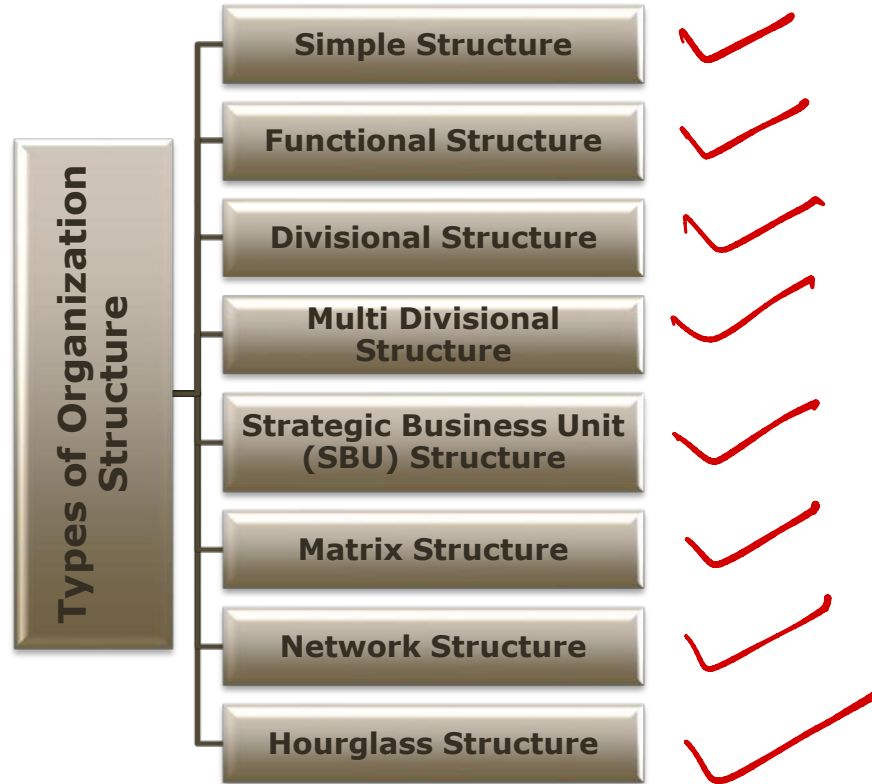 Types of Organization
Structure
Simple Structure
Functional Structure
Divisional Structure
Multi Divisional
Structure
Strategic Business Unit
(SBU) Structure
Matrix Structure
Network Structure
Hourglass Structure